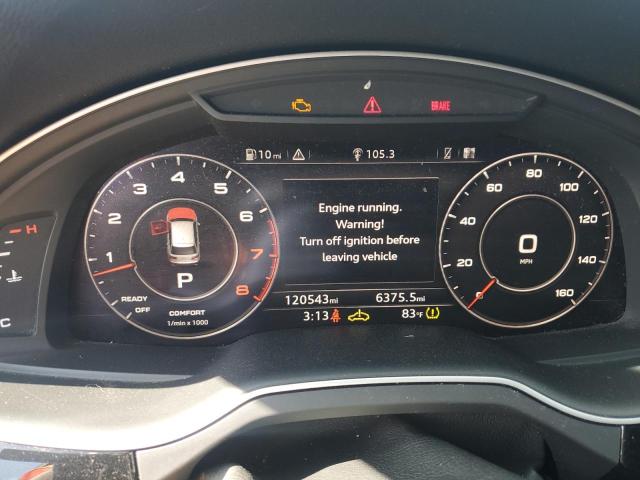 BRAKE
10 mi 105.3
Engine running.
Warning!
Turn off ignition before
leaving vehicle
1 2 3 4 5 6 7 8
P
READY
OFF
COMFORT
1/min x 1000
H
C
20 40 60 80 100 120 140 160
0
MPH
120543mi 6375.5mi
3:13 83°F